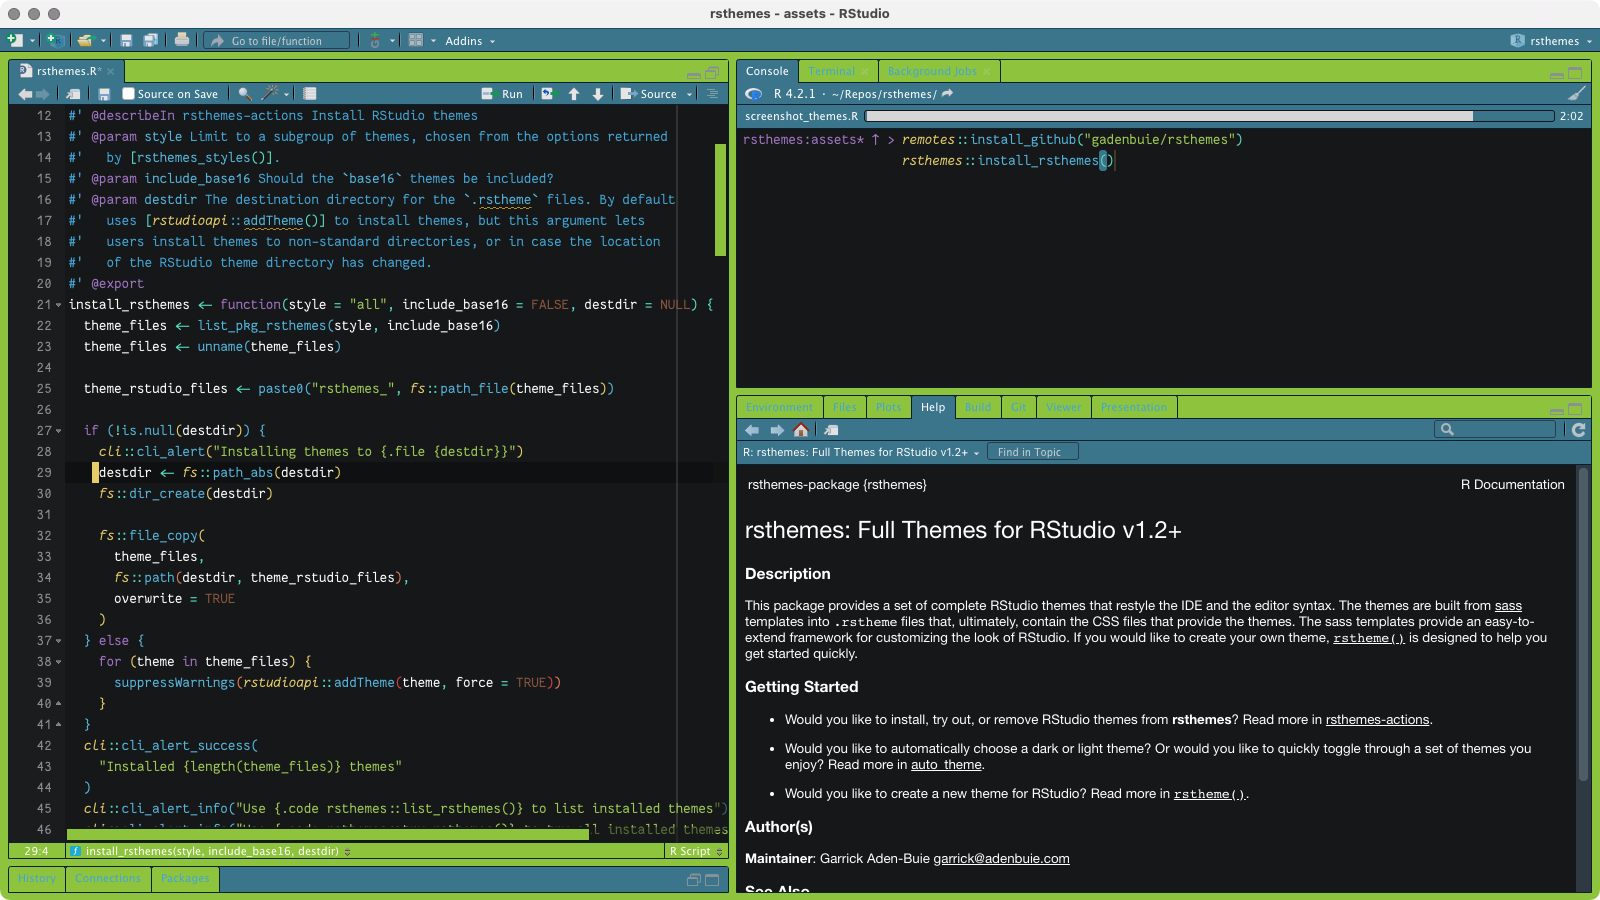 rsthemes - assets - RStudio
Go to file/function
Addins
rsthemes
rsthemes.R*
Source on Save
Run
Source
12 #' @describeIn rsthemes-actions Install RStudio themes
13 #' @param style Limit to a subgroup of themes, chosen from the options returned
14 #'   by [rsthemes_styles()].
15 #' @param include_base16 Should the `base16` themes be included?
16 #' @param destdir The destination directory for the `.rstheme` files. By default
17 #'   uses [rstudioapi::addTheme()] to install themes, but this argument lets
18 #'   users install themes to non-standard directories, or in case the location
19 #'   of the RStudio theme directory has changed.
20 #' @export
21 install_rsthemes <- function(style = "all", include_base16 = FALSE, destdir = NULL) {
22   theme_files <- list_pkg_rsthemes(style, include_base16)
23   theme_files <- unname(theme_files)
24
25   theme_rstudio_files <- paste0("rsthemes_", fs::path_file(theme_files))
26
27   if (!is.null(destdir)) {
28     cli::cli_alert("Installing themes to {.file {destdir}}")
29     destdir <- fs::path_abs(destdir)
30     fs::dir_create(destdir)
31
32     fs::file_copy(
33       theme_files,
34       fs::path(destdir, theme_rstudio_files),
35       overwrite = TRUE
36     )
37   } else {
38     for (theme in theme_files) {
39       suppressWarnings(rstudioapi::addTheme(theme, force = TRUE))
40     }
41   }
42   cli::cli_alert_success(
43     "Installed {length(theme_files)} themes"
44   )
45   cli::cli_alert_info("Use {.code rsthemes::list_rsthemes()} to list installed themes")
46 installed themes
29:4
install_rsthemes(style, include_base16, destdir)
R Script
History
Connections
Packages
Console
Terminal
Background Jobs
R 4.2.1 · ~/Repos/rsthemes/
screenshot_themes.R
2:02
rsthemes:assets* ↑ > remotes::install_github("gadenbuie/rsthemes")
rsthemes::install_rsthemes()
Environment
Files
Plots
Help
Build
Git
Viewer
Presentation
R: rsthemes: Full Themes for RStudio v1.2+
Find in Topic
rsthemes-package {rsthemes}
R Documentation
rsthemes: Full Themes for RStudio v1.2+
Description
This package provides a set of complete RStudio themes that restyle the IDE and the editor syntax. The themes are built from sass
templates into .rstheme files that, ultimately, contain the CSS files that provide the themes. The sass templates provide an easy-to-
extend framework for customizing the look of RStudio. If you would like to create your own theme, rstheme() is designed to help you
get started quickly.
Getting Started
• Would you like to install, try out, or remove RStudio themes from rsthemes? Read more in rsthemes-actions.
• Would you like to automatically choose a dark or light theme? Or would you like to quickly toggle through a set of themes you
enjoy? Read more in auto_theme.
• Would you like to create a new theme for RStudio? Read more in rstheme().
Author(s)
Maintainer: Garrick Aden-Buie garrick@adenbuie.com
See Also